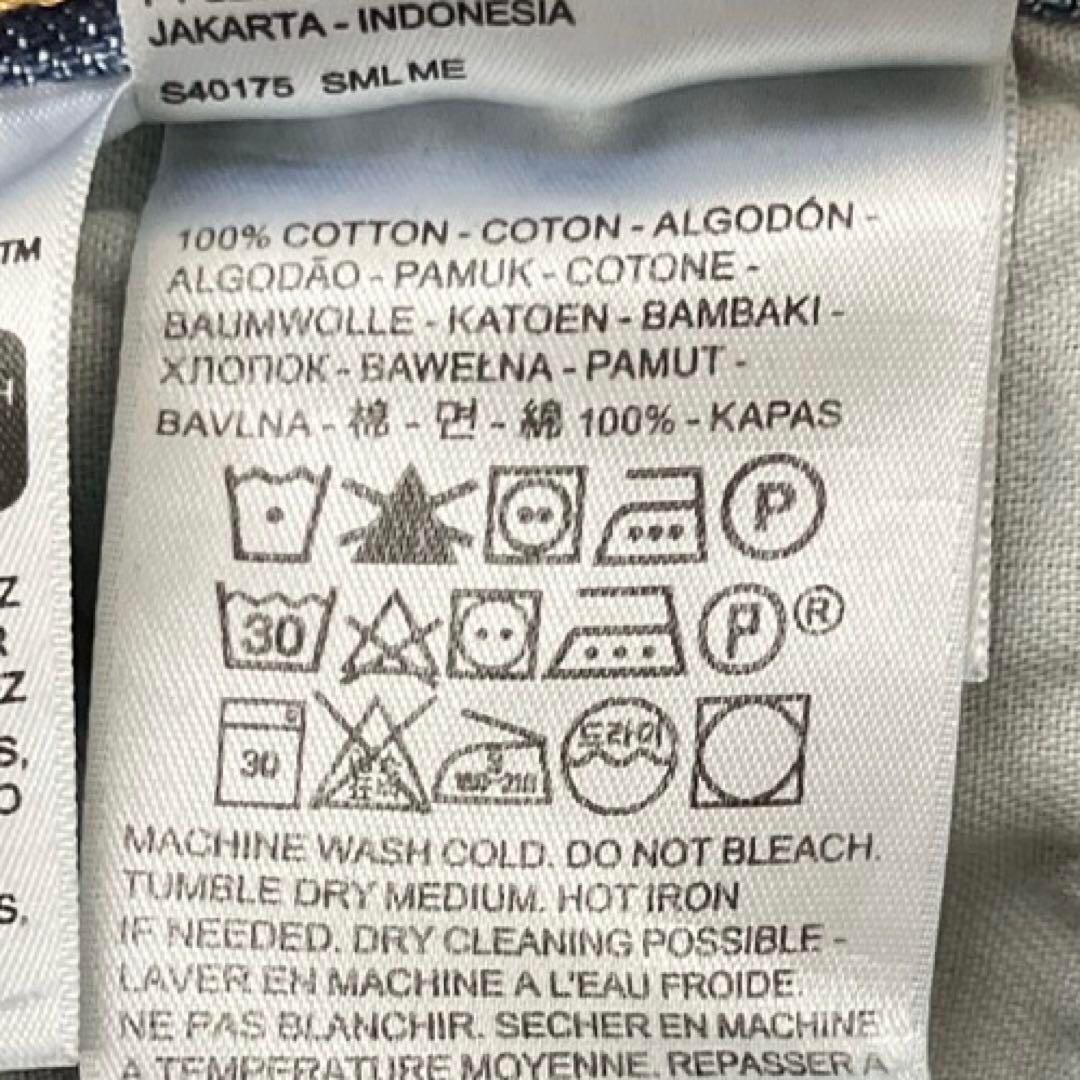 JAKARTA - INDONESIA
S40175 SML ME
100% COTTON - COTON - ALGODÓN -
ALGODÃO - PAMUK - COTONE -
BAUMWOLLE - KATOEN - BAMBAKI -
ХЛОПОК - BAWEŁNA - PAMUT -
BAVLNA - 棉 - 면 - 綿 100% - KAPAS
P
30 P ®
30 드라이
MACHINE WASH COLD. DO NOT BLEACH.
TUMBLE DRY MEDIUM. HOT IRON
IF NEEDED. DRY CLEANING POSSIBLE -
LAVER EN MACHINE A L'EAU FROIDE.
NE PAS BLANCHIR. SECHER EN MACHINE
A TEMPERATURE MOYENNE. REPASSER A
TM
H
Z
R
Z
S,
O
S,